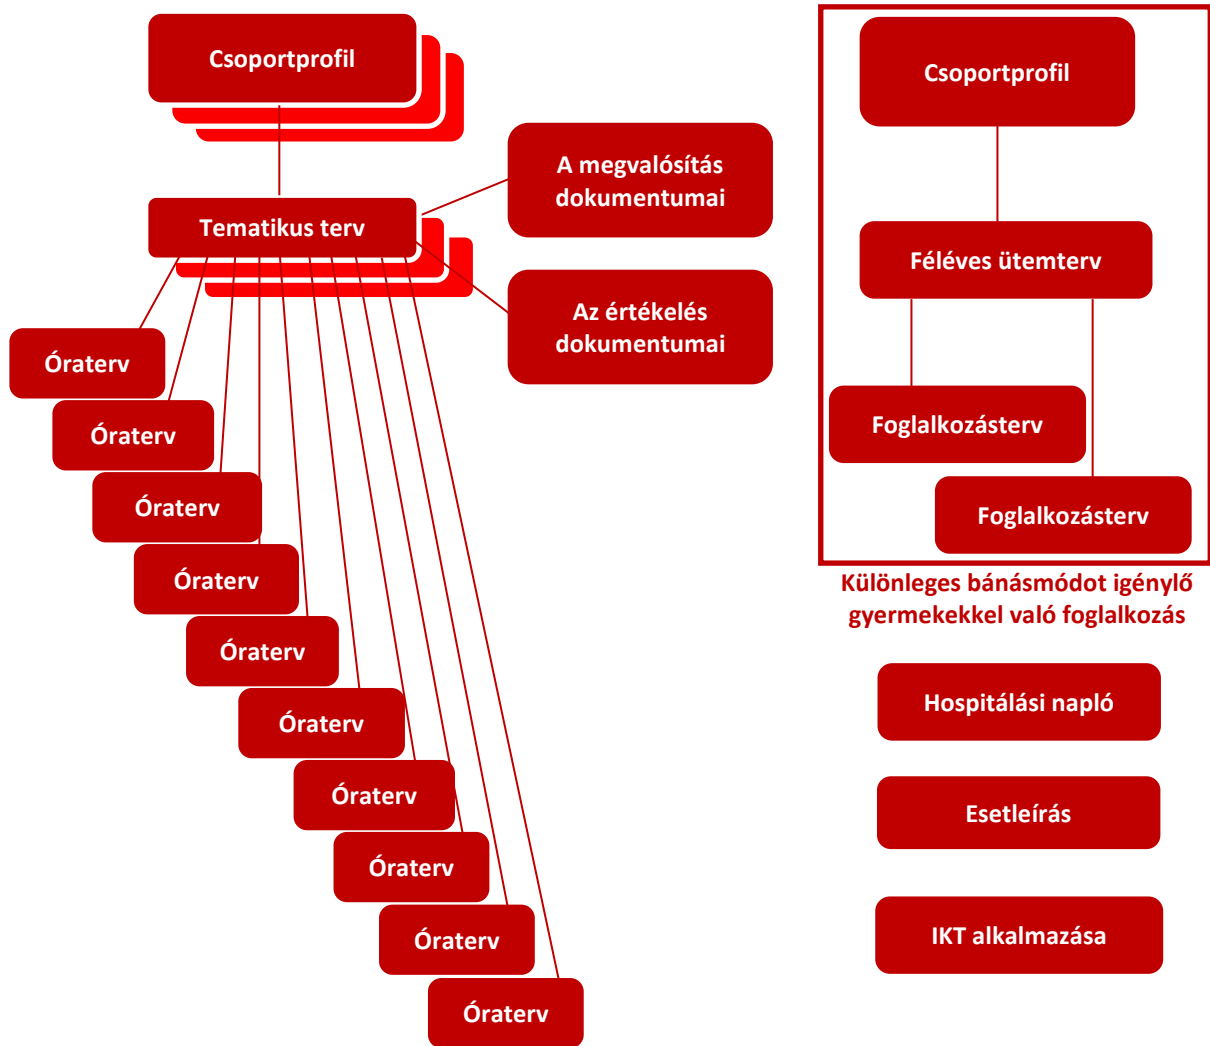 Csoportprofil
A megvalósítás
dokumentumai
Tematikus terv
Az értékelés
dokumentumai
Óraterv
Óraterv
Óraterv
Óraterv
Óraterv
Óraterv
Óraterv
Óraterv
Óraterv
Óraterv
Csoportprofil
Féléves ütemterv
Foglalkozásterv
Foglalkozásterv
Különleges bánásmódot igénylő
gyermekekkel való foglalkozás
Hospitálási napló
Esetleírás
IKT alkalmazása